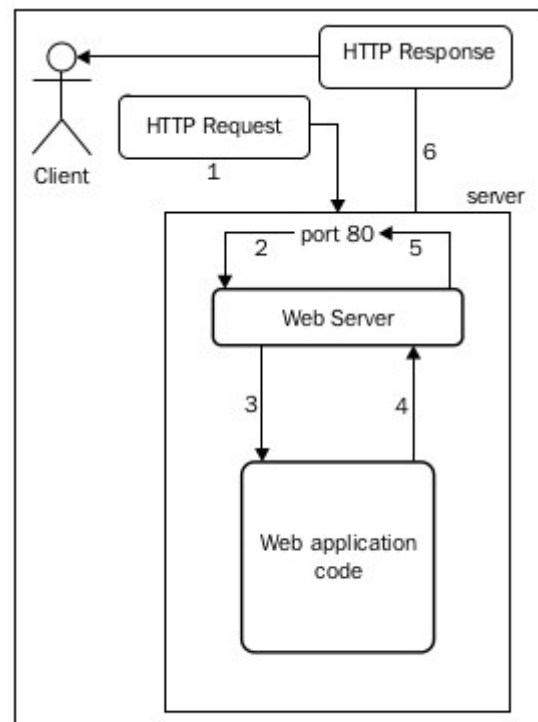 HTTP Response
HTTP Request
Client
1
6
server
port 80
2
5
Web Server
3
4
Web application
code